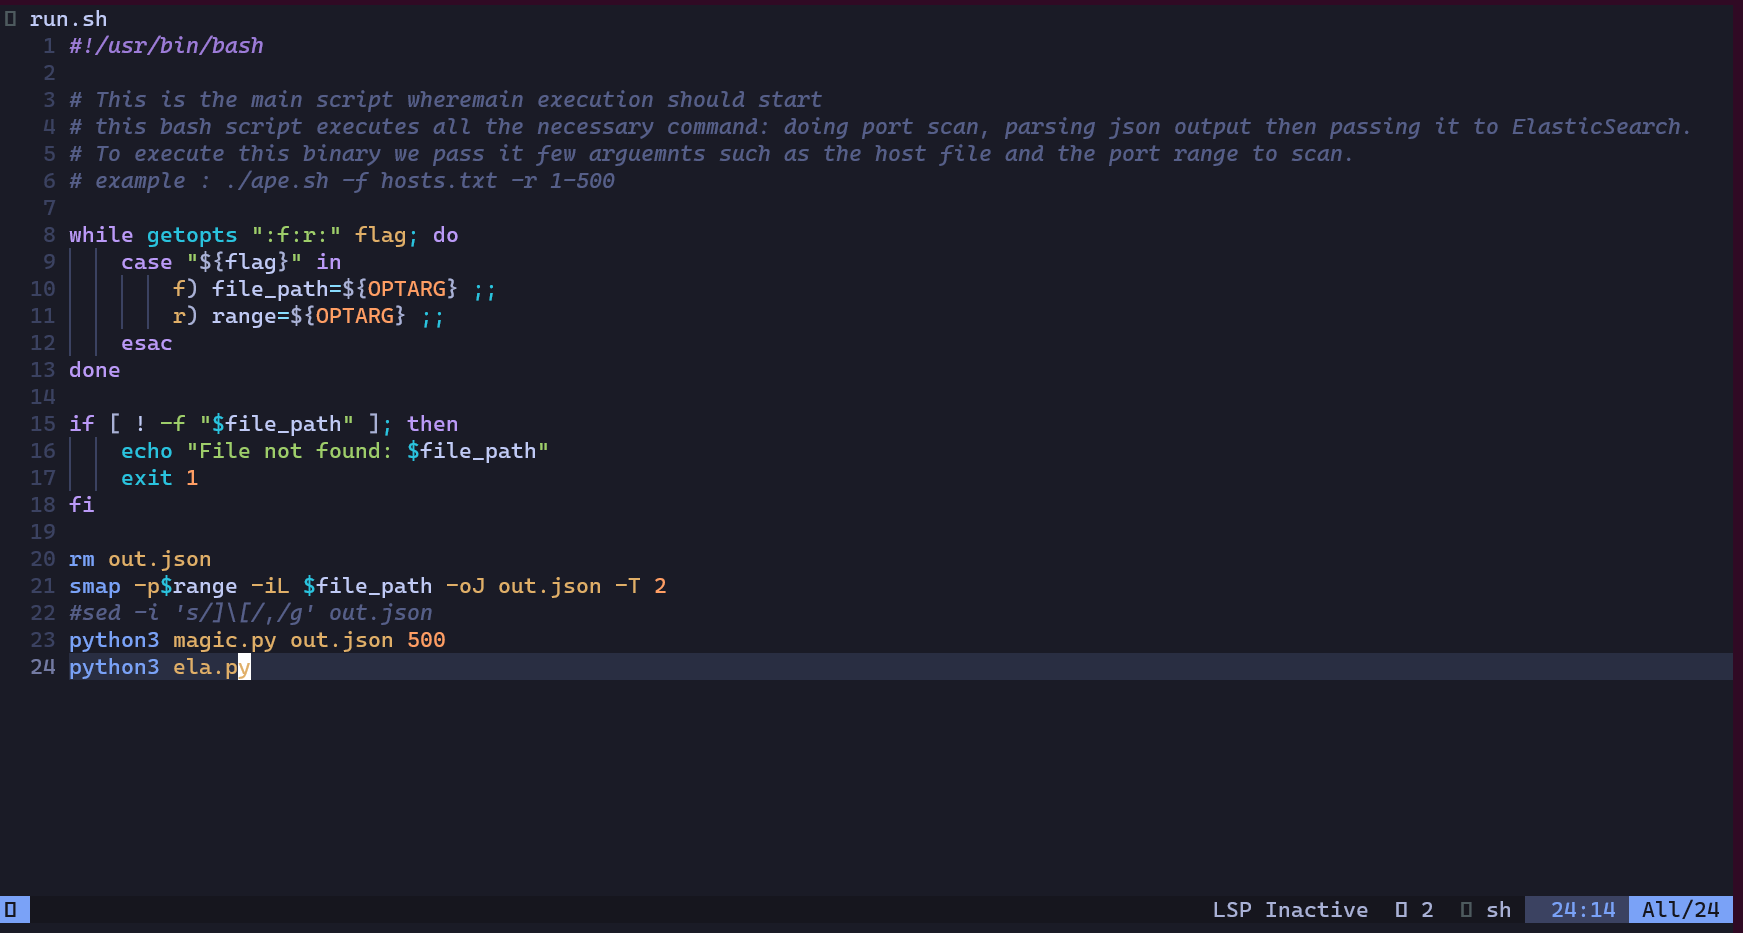 run.sh
1 #!/usr/bin/bash
2
3 # This is the main script wheremain execution should start
4 # this bash script executes all the necessary command: doing port scan, parsing json output then passing it to ElasticSearch.
5 # To execute this binary we pass it few arguemnts such as the host file and the port range to scan.
6 # example : ./ape.sh -f hosts.txt -r 1-500
7
8 while getopts ":f:r:" flag; do
9     case "${flag}" in
10         f) file_path=${OPTARG} ;;
11         r) range=${OPTARG} ;;
12     esac
13 done
14
15 if [ ! -f "$file_path" ]; then
16     echo "File not found: $file_path"
17     exit 1
18 fi
19
20 rm out.json
21 smap -p$range -iL $file_path -oJ out.json -T 2
22 #sed -i 's/]\[/,/g' out.json
23 python3 magic.py out.json 500
24 python3 ela.py
LSP Inactive 2 sh 24:14 All/24